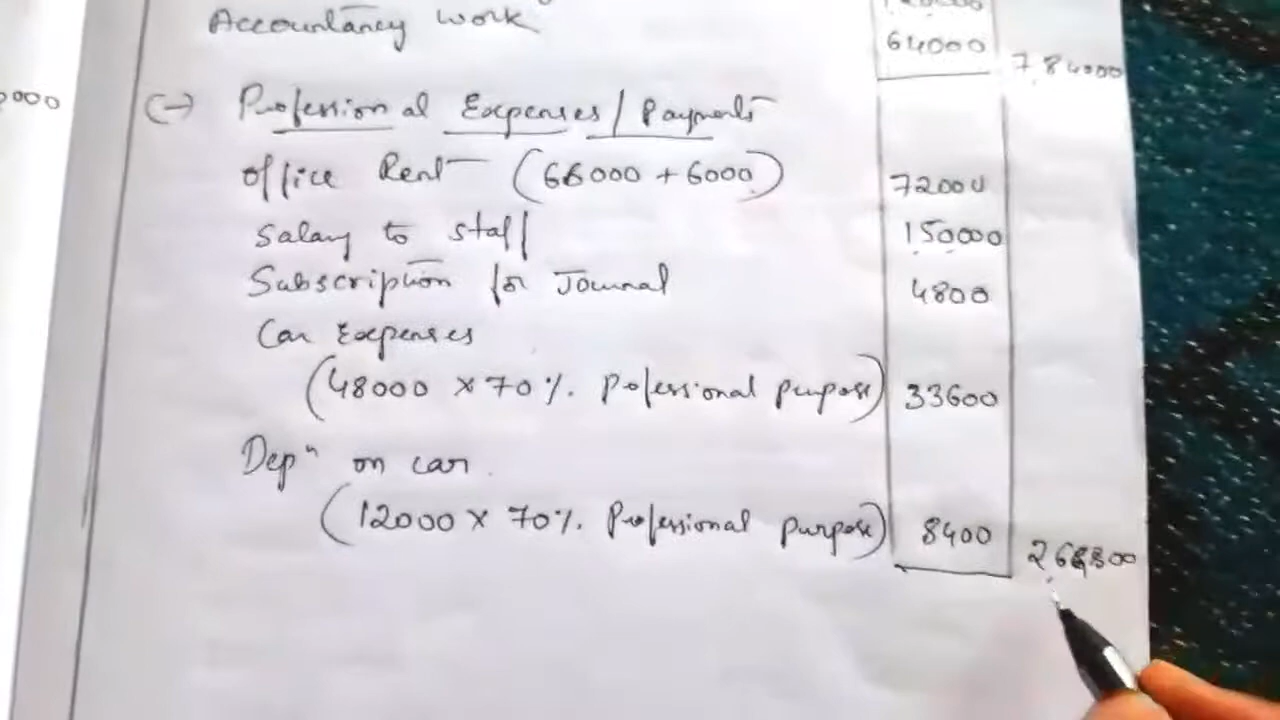 Accountancy work
64000
7,84000
000
(-) Professional Expenses / Payments
office Rent (66000 + 6000) 72000
Salary to staff 150000
Subscription for Journal 4800
Car Expenses
(48000 x 70%. Professional purpose) 33600
Depn on car
(12000 x 70%. Professional purpose) 8400
268800